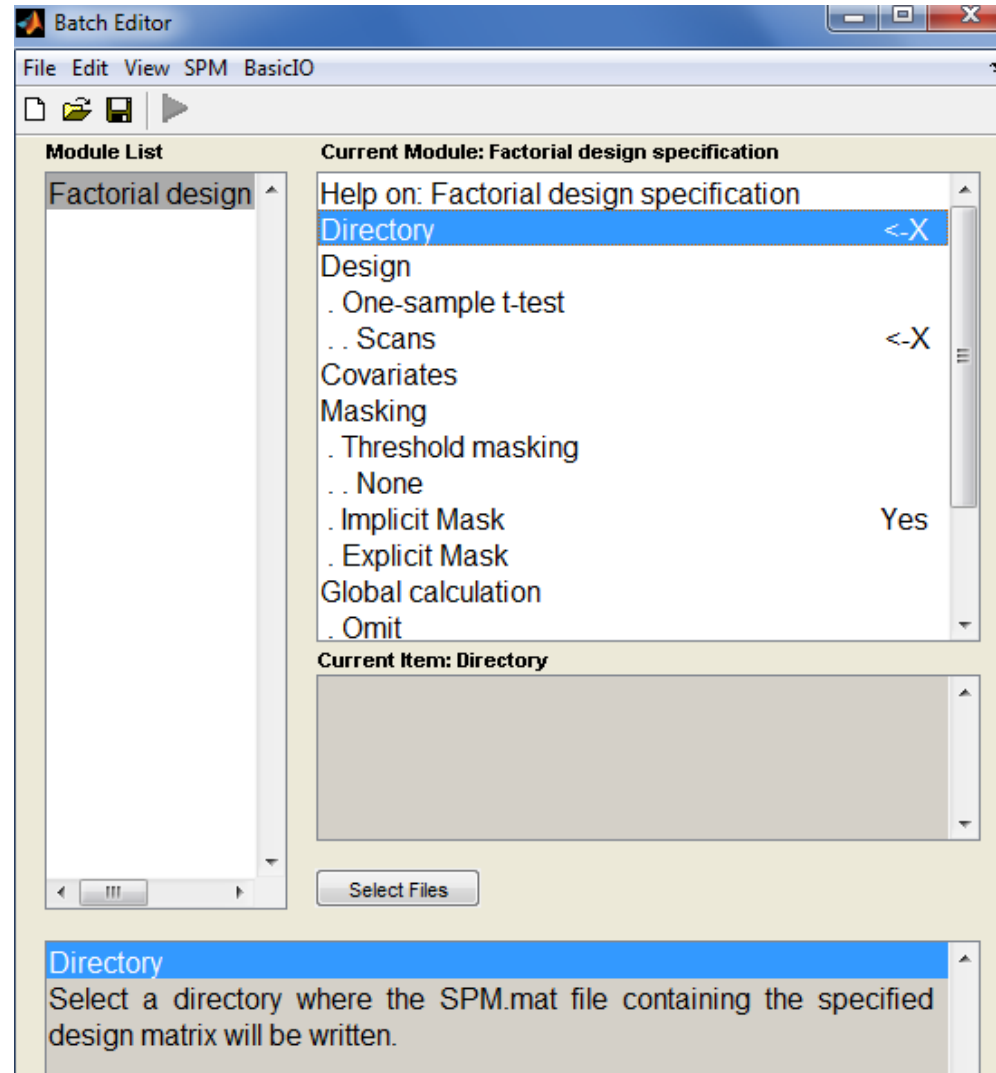 Batch Editor
File Edit View SPM BasicIO
Module List
Current Module: Factorial design specification
Factorial design
Help on: Factorial design specification
Directory <-X
Design
. One-sample t-test
. . Scans <-X
Covariates
Masking
. Threshold masking
. . None
. Implicit Mask Yes
. Explicit Mask
Global calculation
. Omit
Current Item: Directory
Select Files
Directory
Select a directory where the SPM.mat file containing the specified
design matrix will be written.